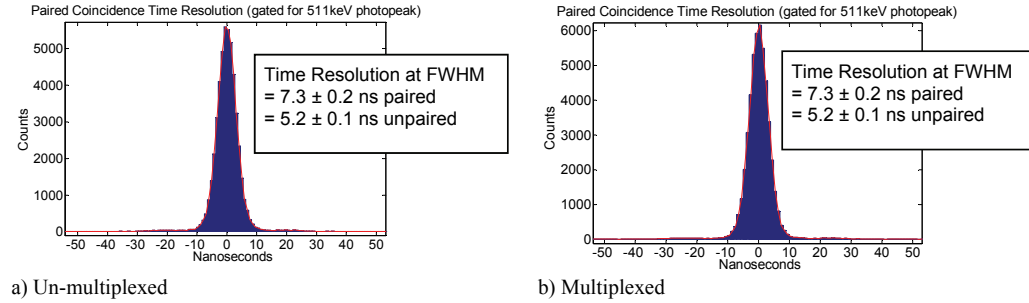 Paired Coincidence Time Resolution (gated for 511keV photopeak)
5000
4000
3000
2000
1000
0
Counts
Time Resolution at FWHM
= 7.3 ± 0.2 ns paired
= 5.2 ± 0.1 ns unpaired
-50 -40 -30 -20 -10 0 10 20 30 40 50
Nanoseconds
a) Un-multiplexed
Paired Coincidence Time Resolution (gated for 511keV photopeak)
6000
5000
4000
3000
2000
1000
0
Counts
Time Resolution at FWHM
= 7.3 ± 0.2 ns paired
= 5.2 ± 0.1 ns unpaired
-50 -40 -30 -20 -10 0 10 20 30 40 50
Nanoseconds
b) Multiplexed